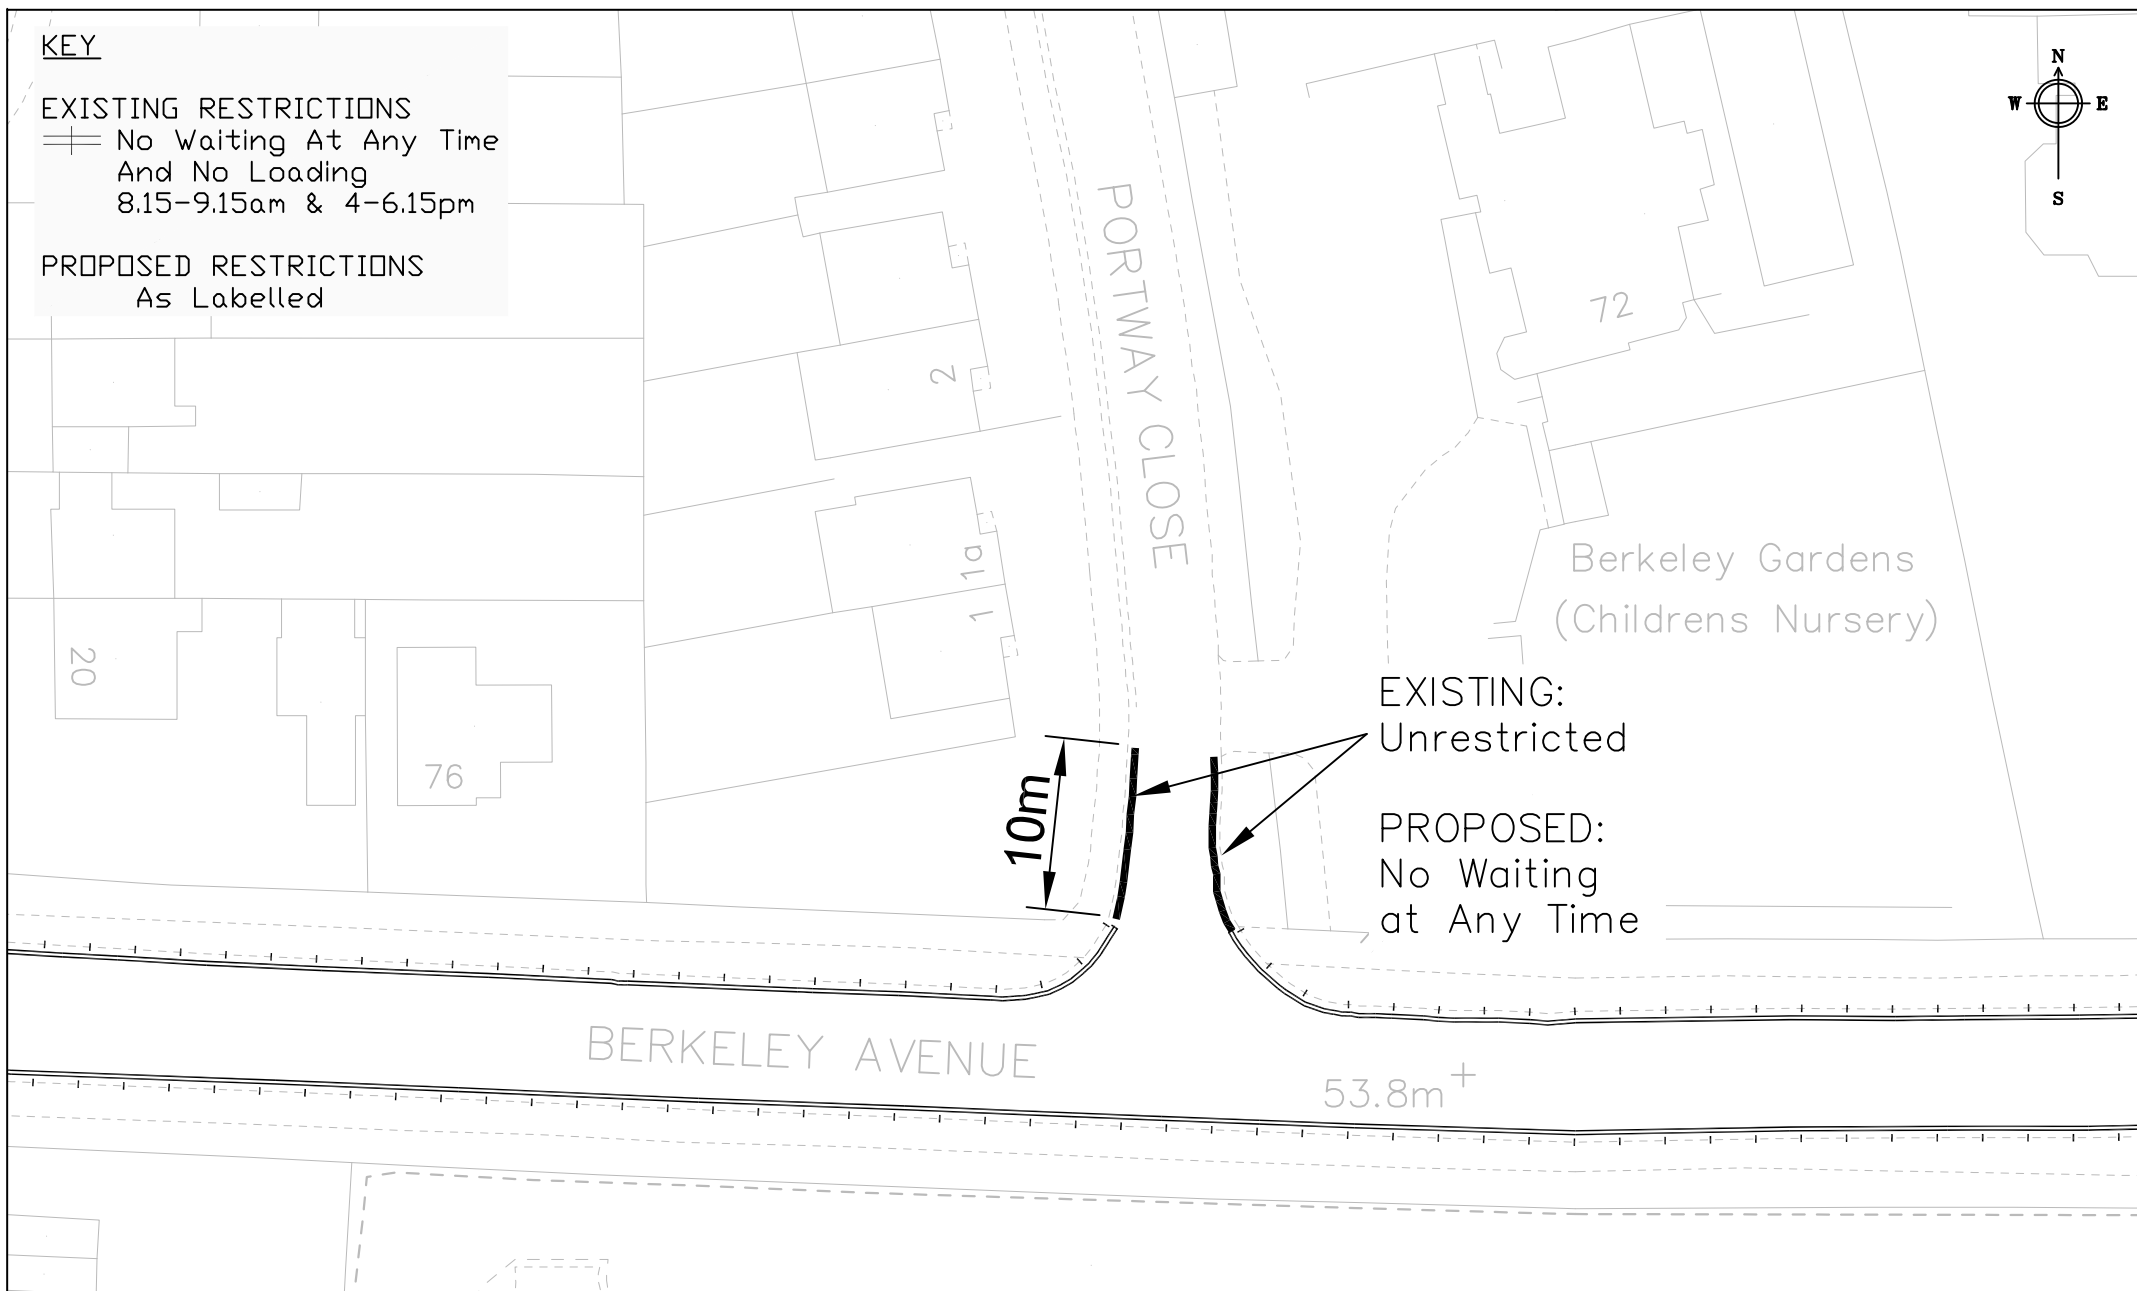 KEY
EXISTING RESTRICTIONS
No Waiting At Any Time
And No Loading
8.15-9.15am & 4-6.15pm
PROPOSED RESTRICTIONS
As Labelled
N
W E
S
PORTWAY CLOSE
72
2
1a
1
Berkeley Gardens
(Childrens Nursery)
20
76
EXISTING:
Unrestricted
10m
PROPOSED:
No Waiting
at Any Time
BERKELEY AVENUE
53.8m